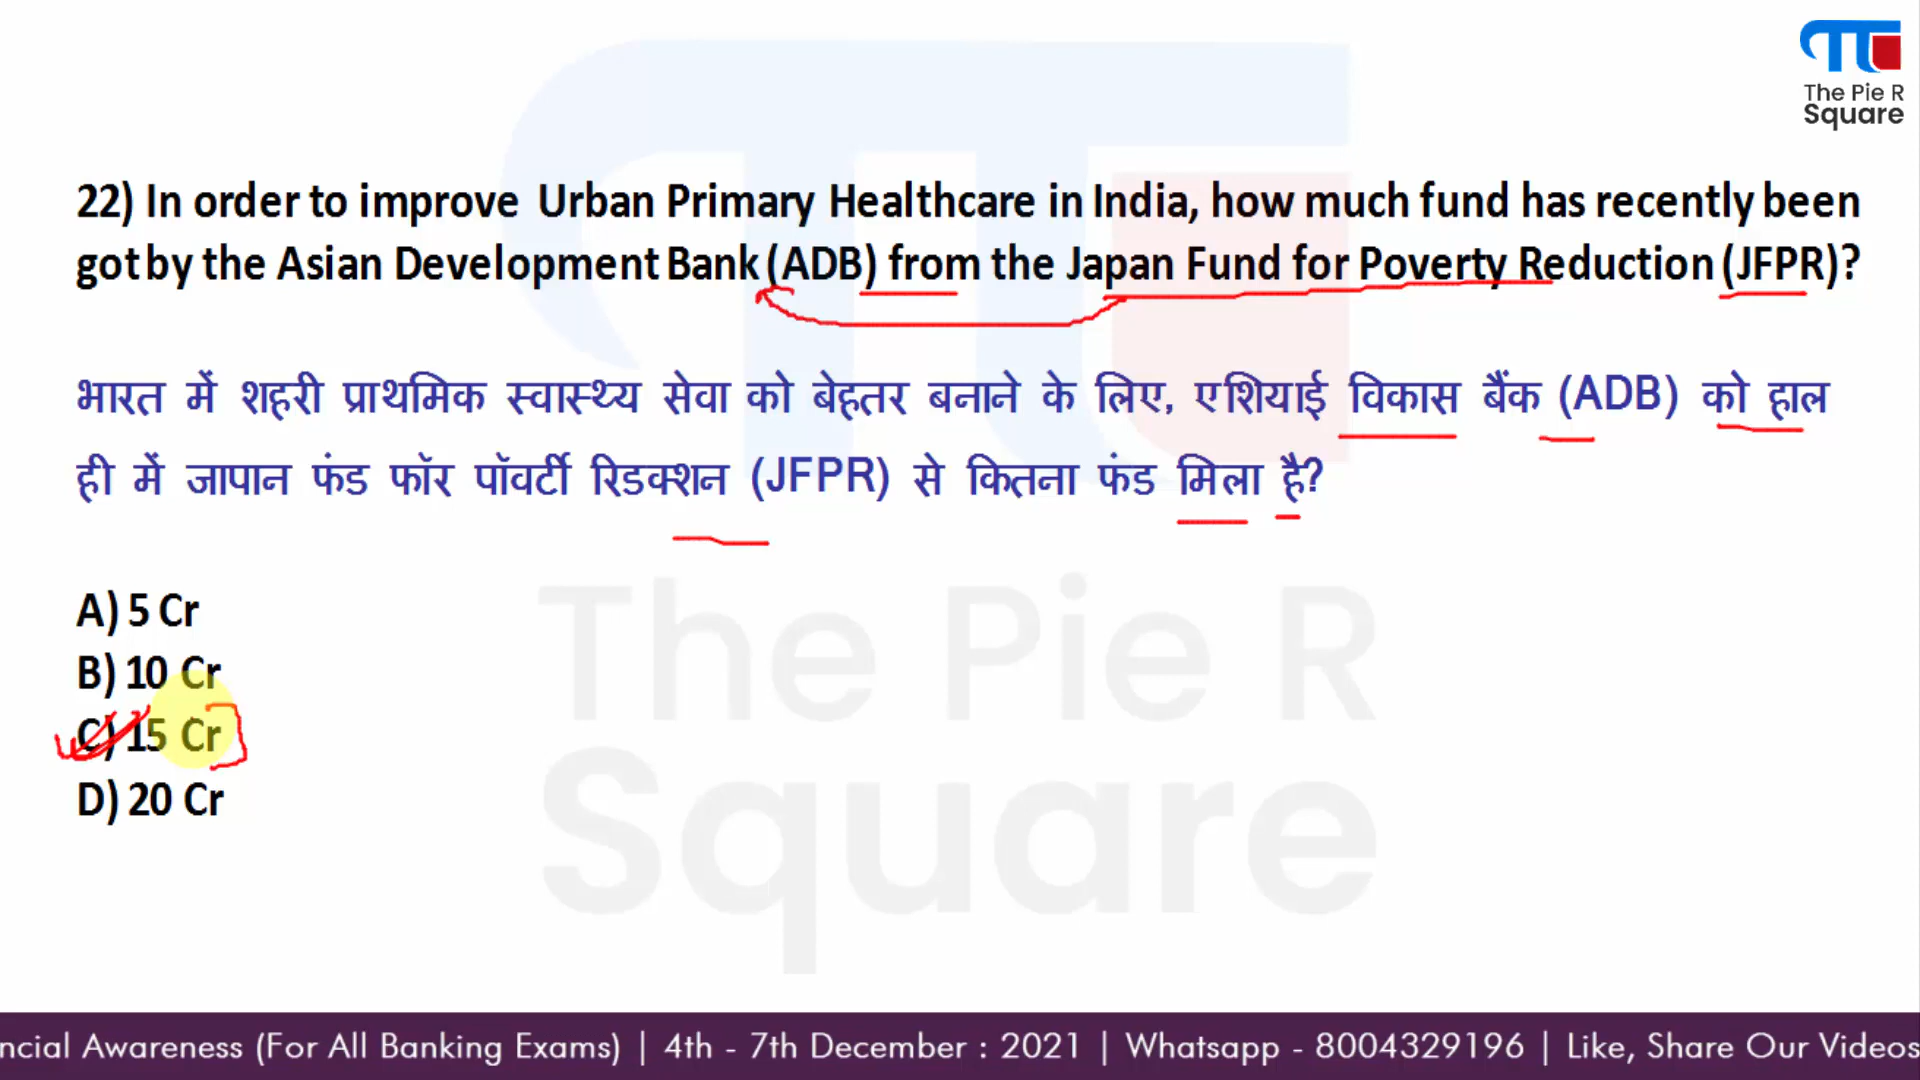 The Pie R
Square
22) In order to improve Urban Primary Healthcare in India, how much fund has recently been
got by the Asian Development Bank (ADB) from the Japan Fund for Poverty Reduction (JFPR)?
भारत में शहरी प्राथमिक स्वास्थ्य सेवा को बेहतर बनाने के लिए, एशियाई विकास बैंक (ADB) को हाल
ही में जापान फंड फॉर पॉवर्टी रिडक्शन (JFPR) से कितना फंड मिला है?
A) 5 Cr
B) 10 Cr
C) 15 Cr
D) 20 Cr
The Pie R
Square
ncial Awareness (For All Banking Exams) | 4th - 7th December : 2021 | Whatsapp - 8004329196 | Like, Share Our Videos